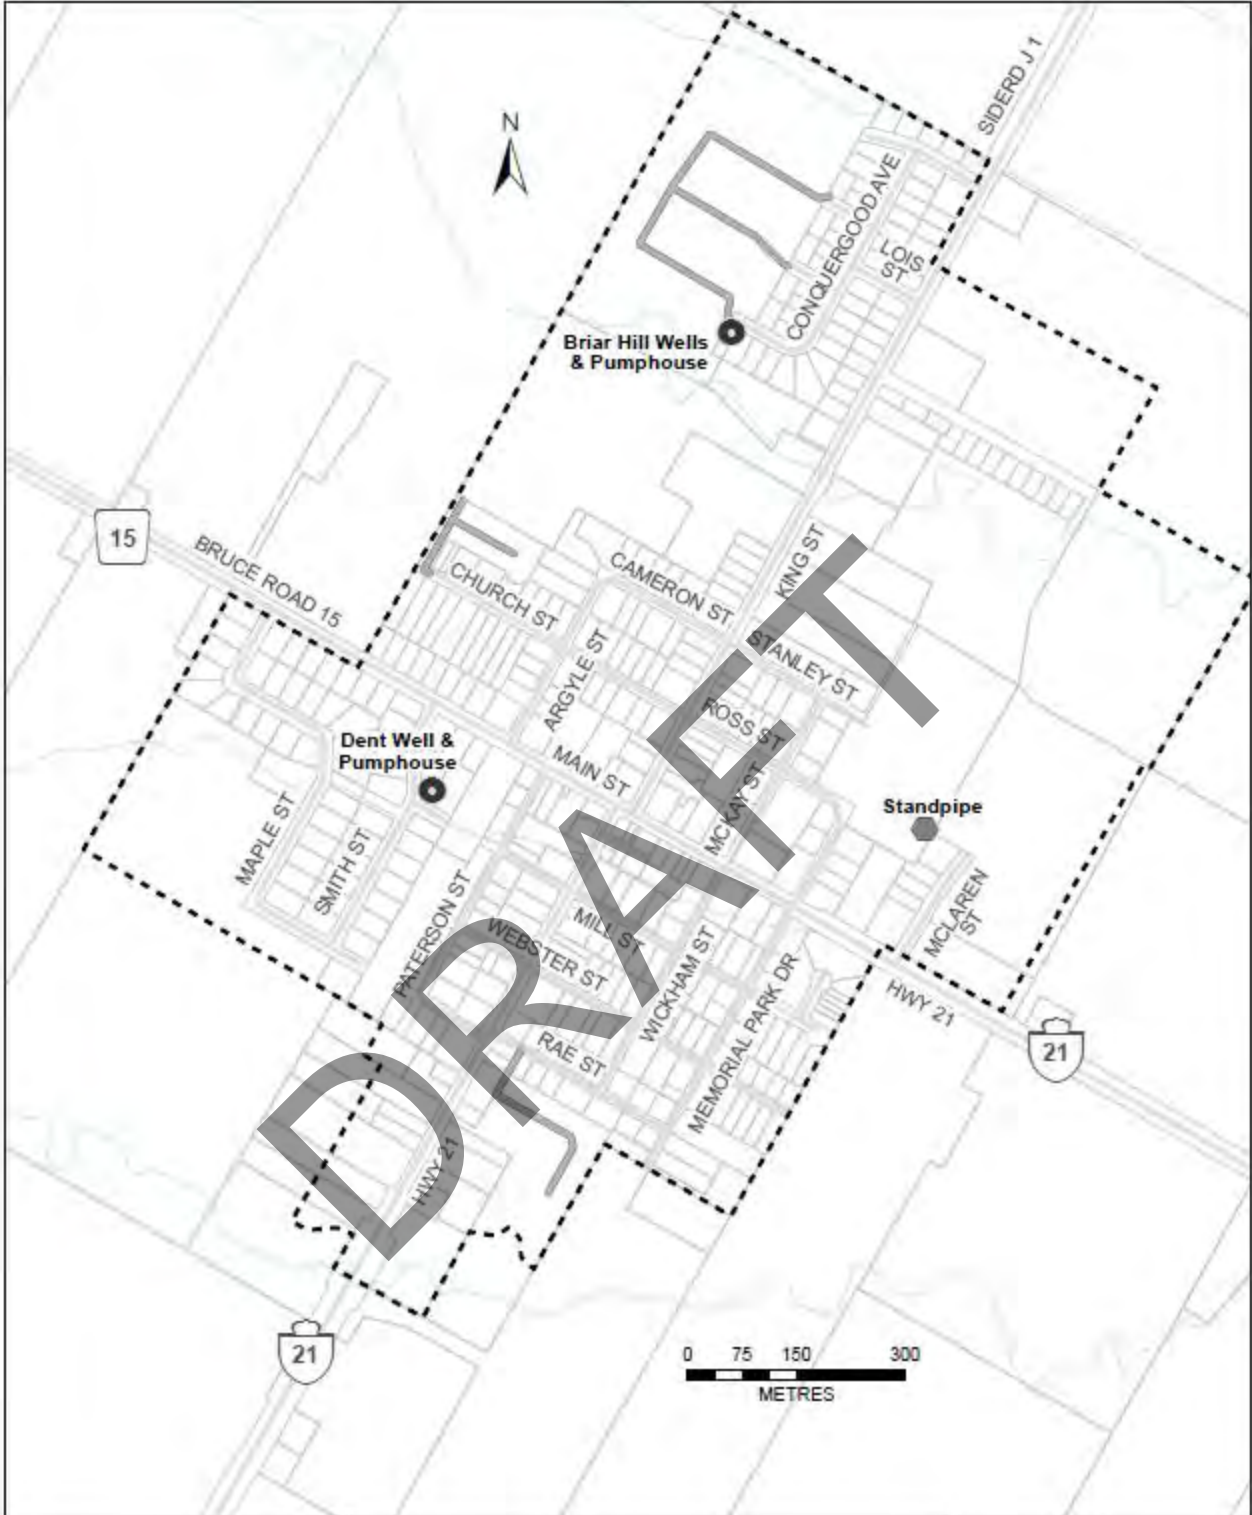 SIDERD J 1
N
CONQUERGOOD AVE
LOIS
ST
Briar Hill Wells
& Pumphouse
15
BRUCE ROAD 15
KING ST
CAMERON ST
CHURCH ST
STANLEY ST
ARGYLE ST
ROSS ST
Dent Well &
Pumphouse
MAIN ST
MCKAY ST
Standpipe
MAPLE ST
SMITH ST
PATERSON ST
MILL ST
WEBSTER ST
WICKHAM ST
MCLAREN
ST
MEMORIAL PARK DR
HWY 21
21
RAE ST
HWY 21
21
DRAFT
0 75 150 300
METRES